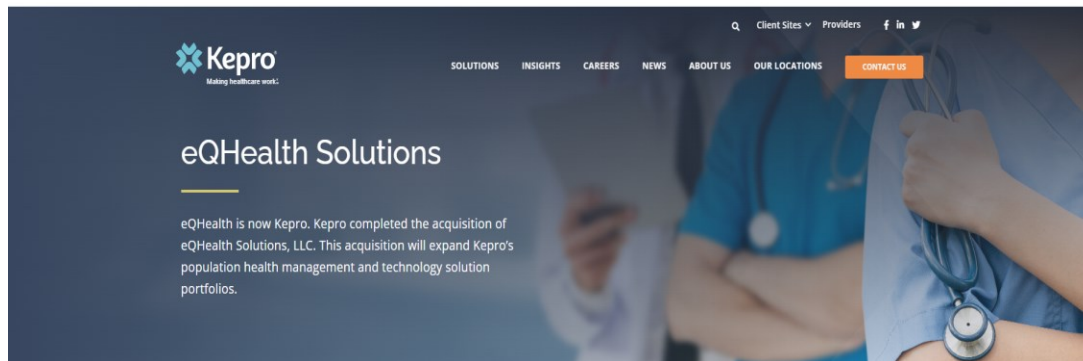 Client Sites Providers
Kepro
Making healthcare work.
SOLUTIONS INSIGHTS CAREERS NEWS ABOUT US OUR LOCATIONS CONTACT US
eQHealth Solutions
eQHealth is now Kepro. Kepro completed the acquisition of
eQHealth Solutions, LLC. This acquisition will expand Kepro's
population health management and technology solution
portfolios.